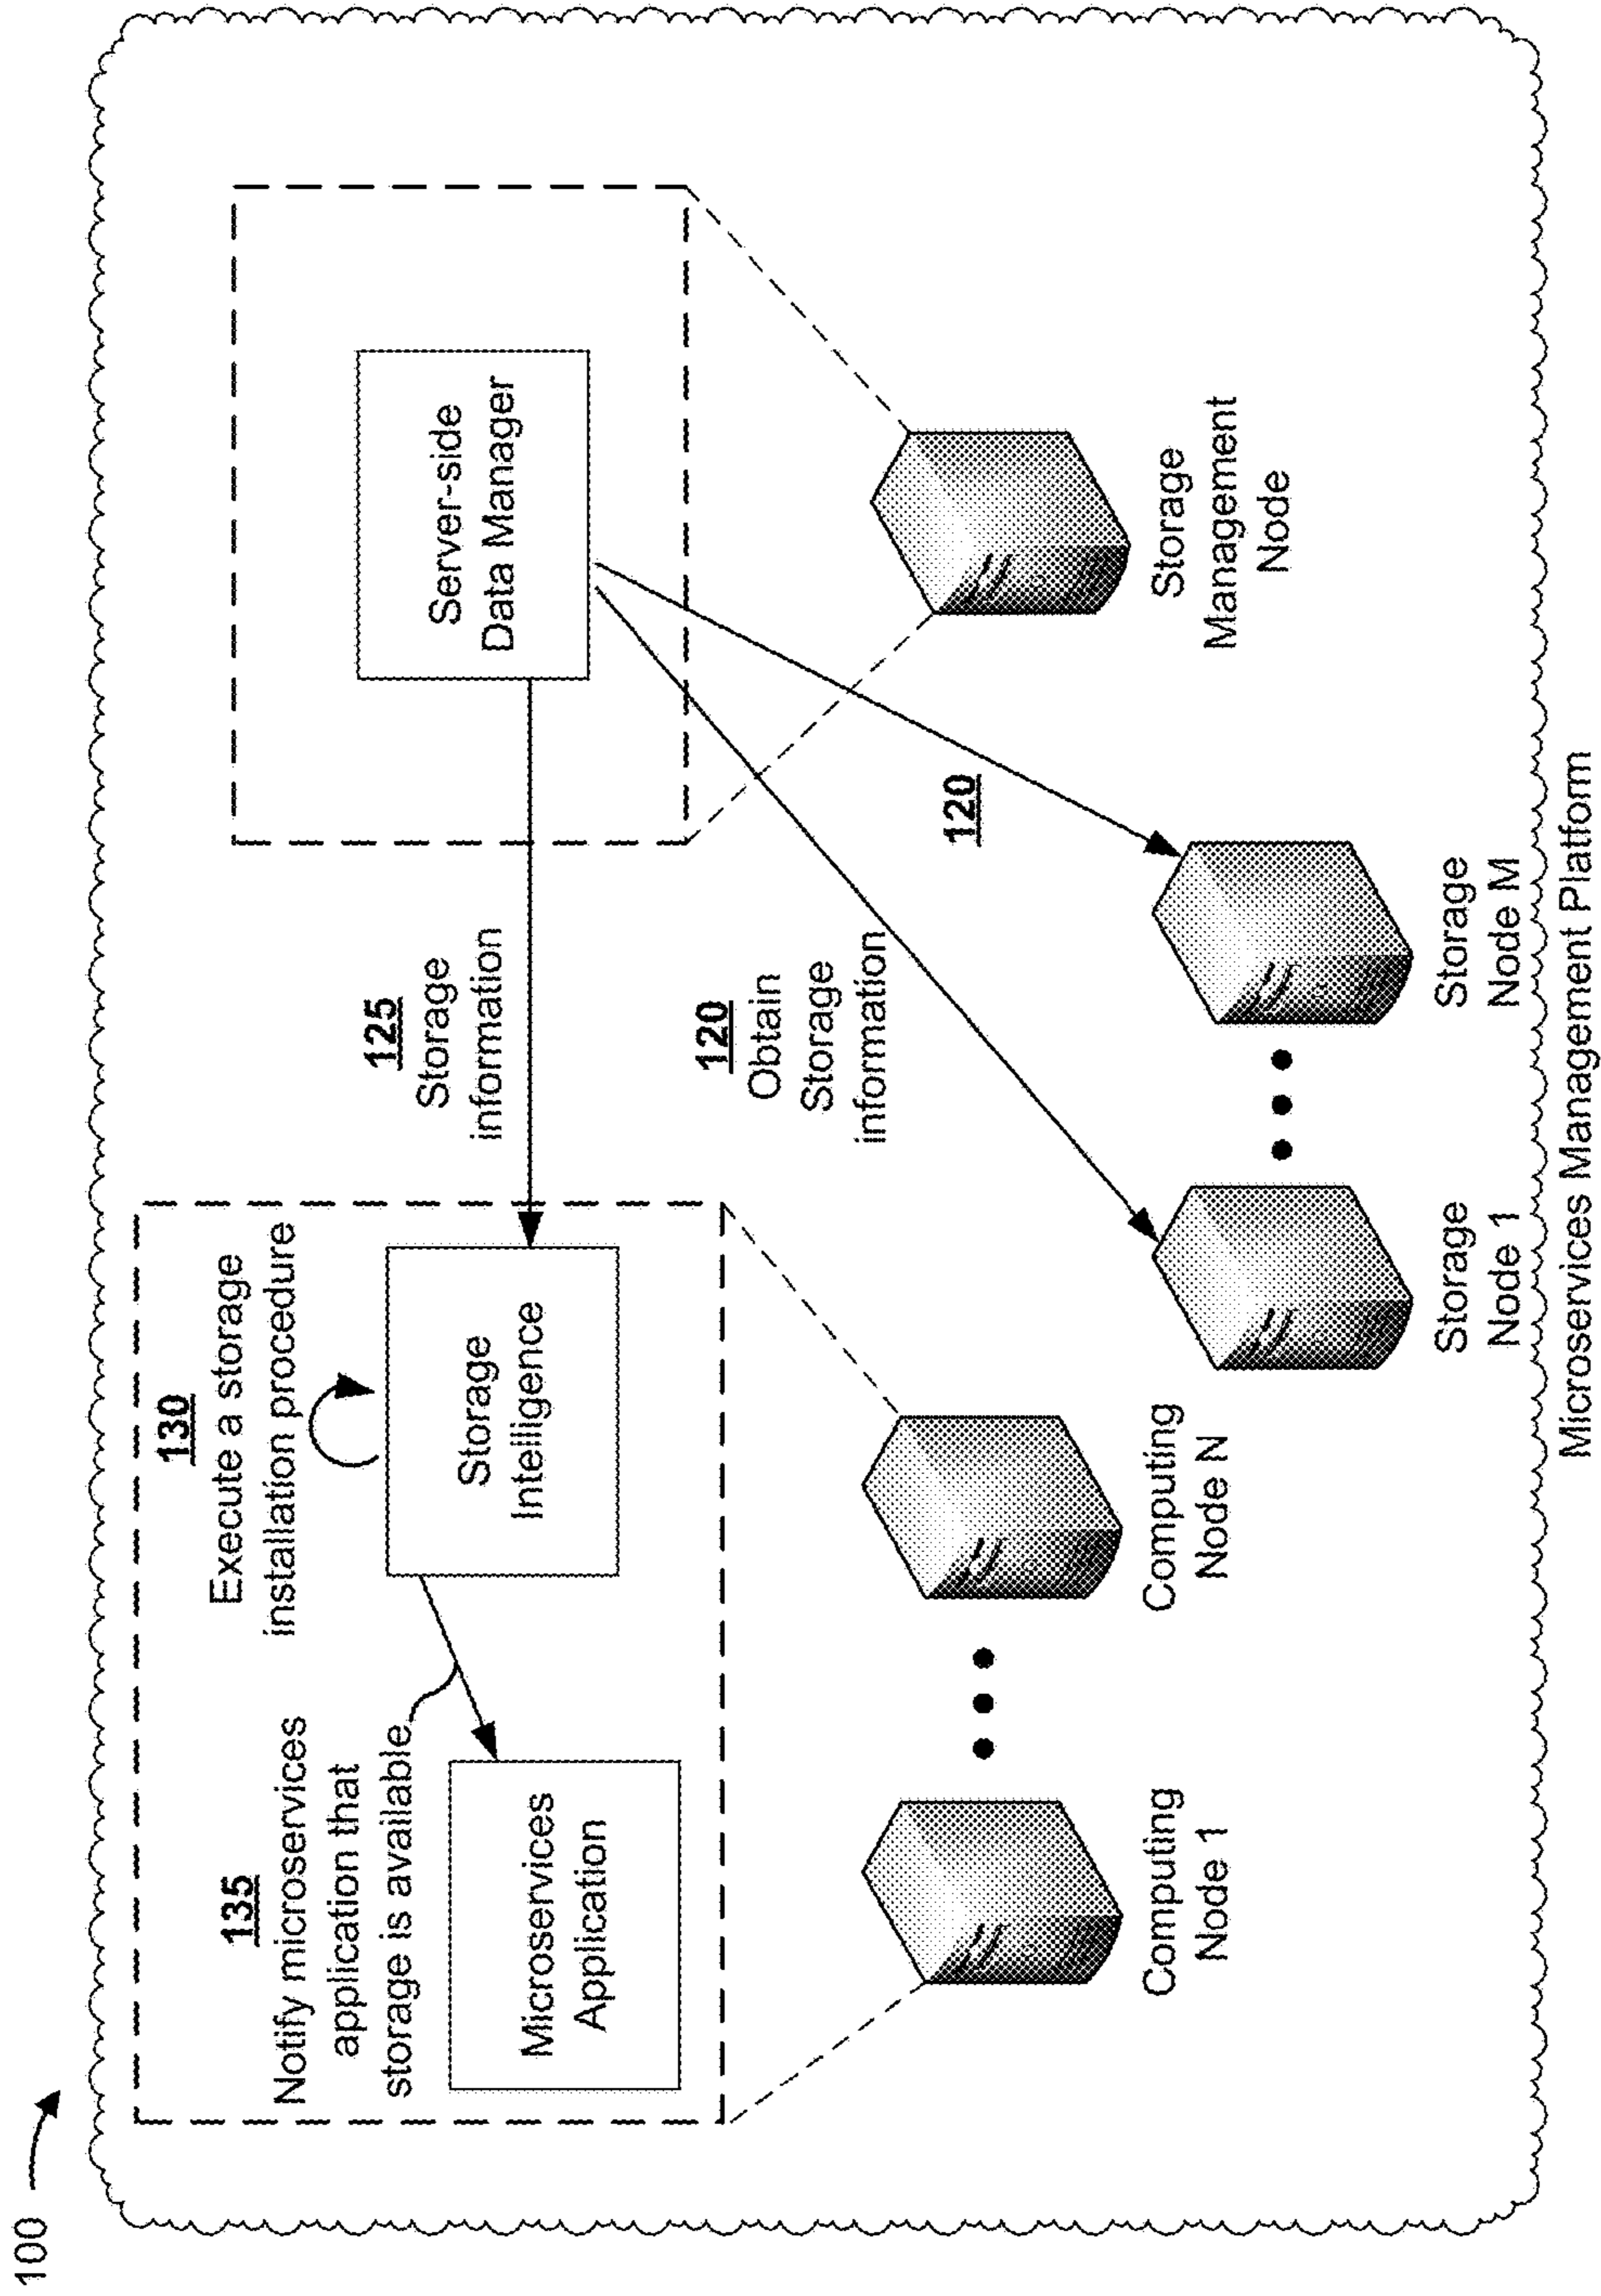 100
135
Notify microservices
application that
storage is available
Microservices
Application
130
Execute a storage
installation procedure
Storage
Intelligence
125
Storage
information
Server-side
Data Manager
120
Obtain
Storage
information
120
Computing
Node 1
Computing
Node N
Storage
Node 1
Storage
Node M
Storage
Management
Node
Microservices Management Platform